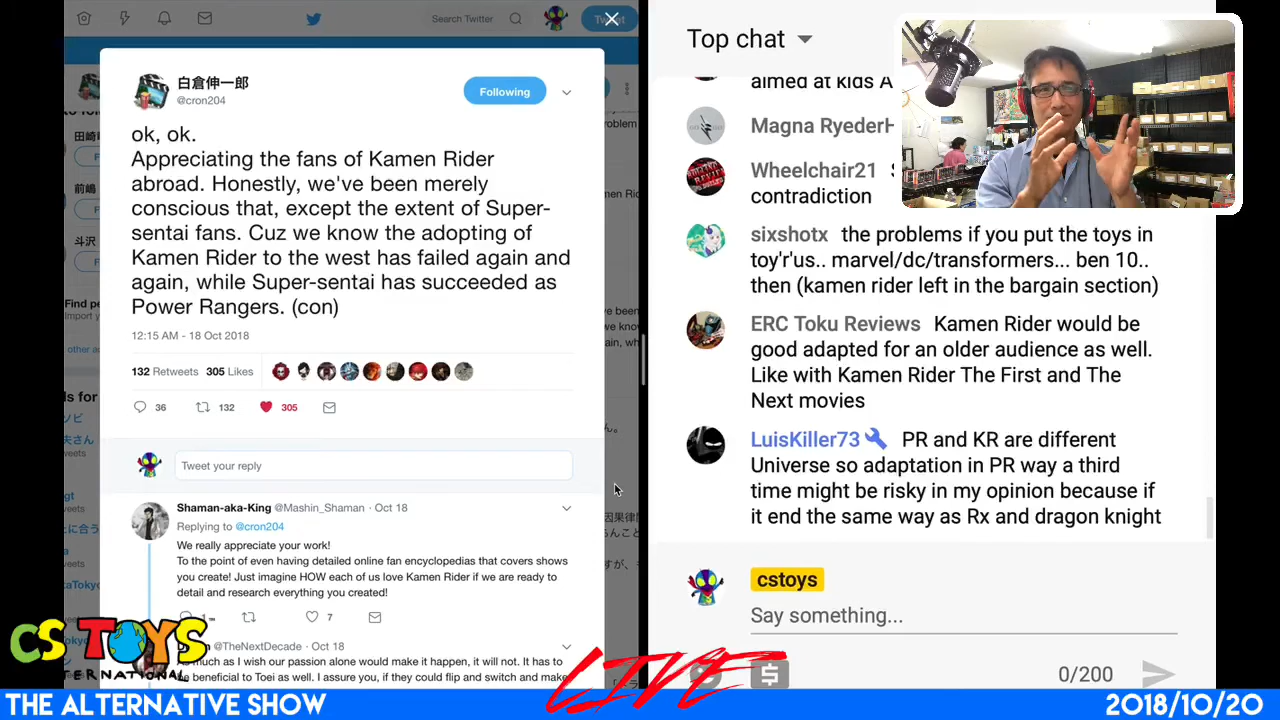 Search Twitter
Tweet
白倉伸一郎
@cron204
Following
ok, ok.
Appreciating the fans of Kamen Rider
abroad. Honestly, we've been merely
conscious that, except the extent of Super-
sentai fans. Cuz we know the adopting of
Kamen Rider to the west has failed again and
again, while Super-sentai has succeeded as
Power Rangers. (con)
12:15 AM - 18 Oct 2018
132 Retweets 305 Likes
36 132 305
Tweet your reply
Shaman-aka-King @Mashin_Shaman · Oct 18
Replying to @cron204
We really appreciate your work!
To the point of even having detailed online fan encyclopedias that covers shows
you create! Just imagine HOW each of us love Kamen Rider if we are ready to
detail and research everything you created!
7
@TheNextDecade · Oct 18
much as I wish our passion alone would make it happen, it will not. It has to
beneficial to Toei as well. I assure you, if they could flip and switch and make
Top chat
aimed at kids A
Magna RyederH
Wheelchair21
contradiction
sixshotx the problems if you put the toys in
toy'r'us.. marvel/dc/transformers... ben 10..
then (kamen rider left in the bargain section)
ERC Toku Reviews Kamen Rider would be
good adapted for an older audience as well.
Like with Kamen Rider The First and The
Next movies
LuisKiller73 PR and KR are different
Universe so adaptation in PR way a third
time might be risky in my opinion because if
it end the same way as Rx and dragon knight
cstoys
Say something...
0/200
CS TOYS
INTERNATIONAL
LIVE
THE ALTERNATIVE SHOW
2018/10/20